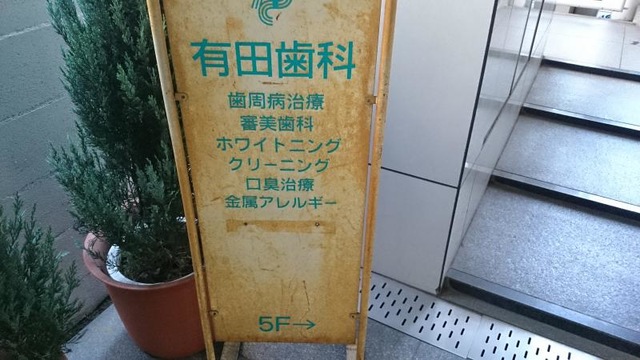 有田歯科
歯周病治療
審美歯科
ホワイトニング
クリーニング
口臭治療
金属アレルギー
5F→